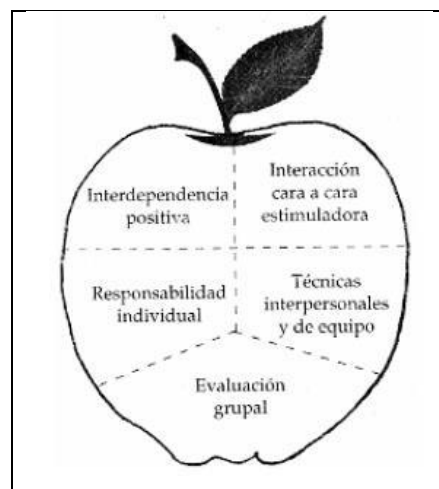 Interdependencia
positiva
Interacción
cara a cara
estimuladora
Responsabilidad
individual
Técnicas
interpersonales
y de equipo
Evaluación
grupal